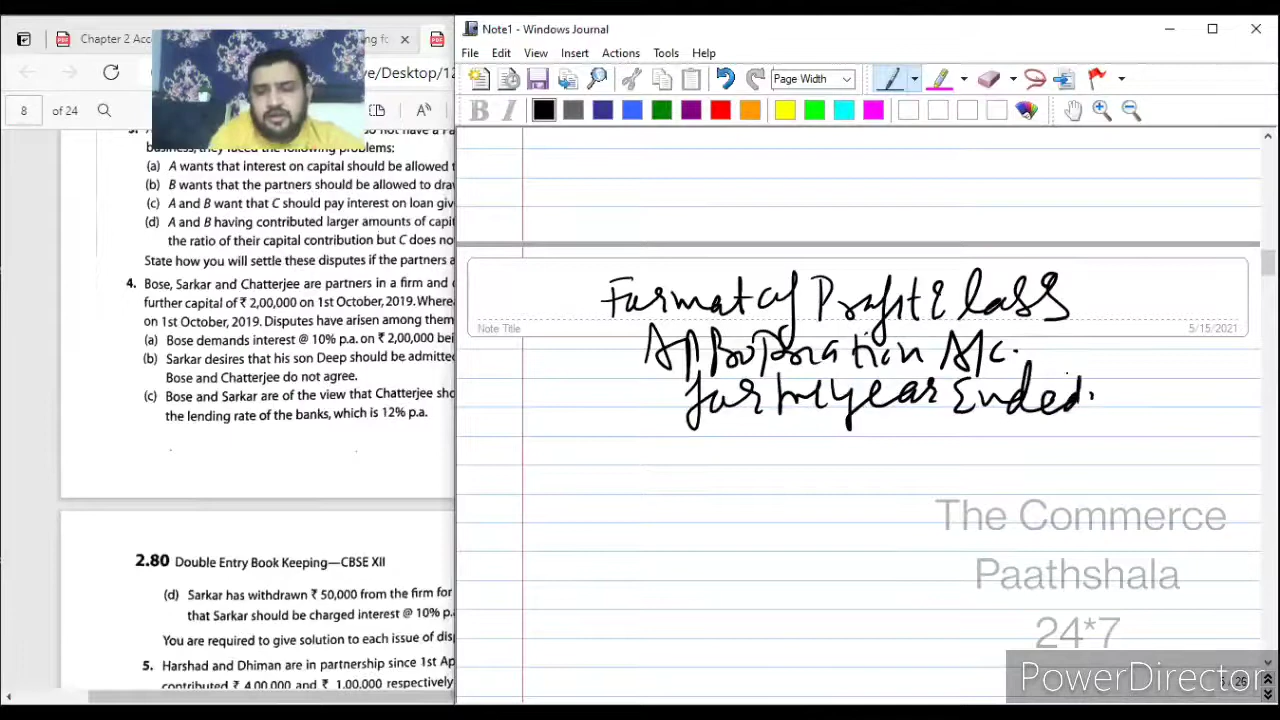 Chapter 2 Acc
ng for
Note1 - Windows Journal
File Edit View Insert Actions Tools Help
ve/Desktop/12
8 of 24
Page Width
do not have a Pa
business, they faced the following problems:
(a) A wants that interest on capital should be allowed t
(b) B wants that the partners should be allowed to dra
(c) A and B want that C should pay interest on loan giv
(d) A and B having contributed larger amounts of capit
the ratio of their capital contribution but C does no
State how you will settle these disputes if the partners a
4. Bose, Sarkar and Chatterjee are partners in a firm and
further capital of ₹ 2,00,000 on 1st October, 2019. Where
on 1st October, 2019. Disputes have arisen among them
(a) Bose demands interest @ 10% p.a. on ₹ 2,00,000 bei
(b) Sarkar desires that his son Deep should be admitted
Bose and Chatterjee do not agree.
(c) Bose and Sarkar are of the view that Chatterjee sho
the lending rate of the banks, which is 12% p.a.
2.80 Double Entry Book Keeping—CBSE XII
(d) Sarkar has withdrawn ₹ 50,000 from the firm for
that Sarkar should be charged interest @ 10% p.
You are required to give solution to each issue of dis
5. Harshad and Dhiman are in partnership since 1st Ap
contributed ₹ 4,00,000 and ₹ 1,00,000 respectively
Format of Profit & loss
Appropriation A/c.
for the year Ended.
Note Title
5/15/2021
The Commerce
Paathshala
24*7
PowerDirector